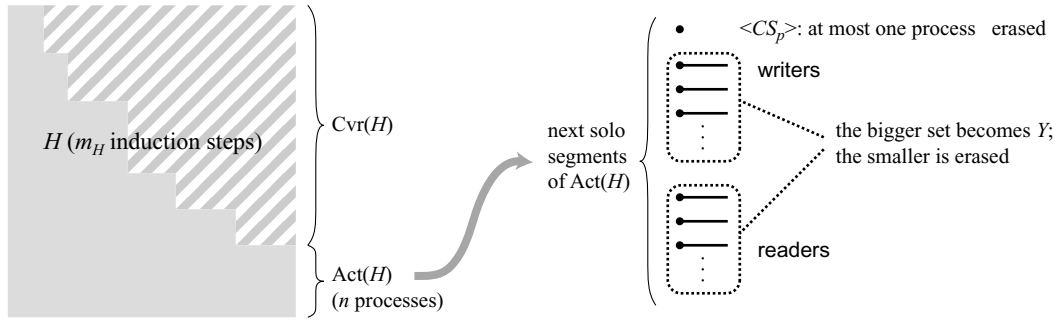 H (m_H induction steps)
Cvr(H)
Act(H)
(n processes)
next solo
segments
of Act(H)
<CS_p>: at most one process erased
writers
the bigger set becomes Y;
the smaller is erased
readers